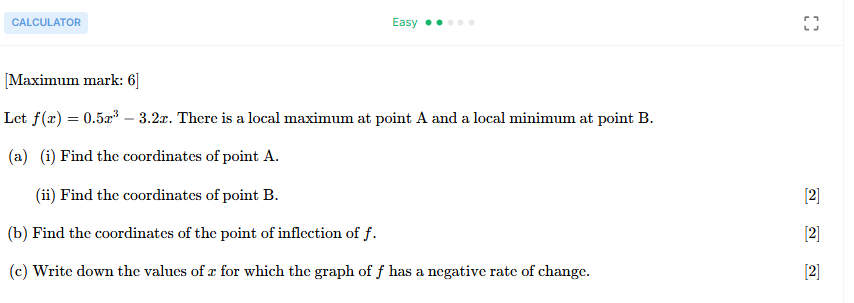 CALCULATOR Easy
[Maximum mark: 6]
Let f(x) = 0.5x³ – 3.2x. There is a local maximum at point A and a local minimum at point B.
(a) (i) Find the coordinates of point A.
(ii) Find the coordinates of point B. [2]
(b) Find the coordinates of the point of inflection of f. [2]
(c) Write down the values of x for which the graph of f has a negative rate of change. [2]